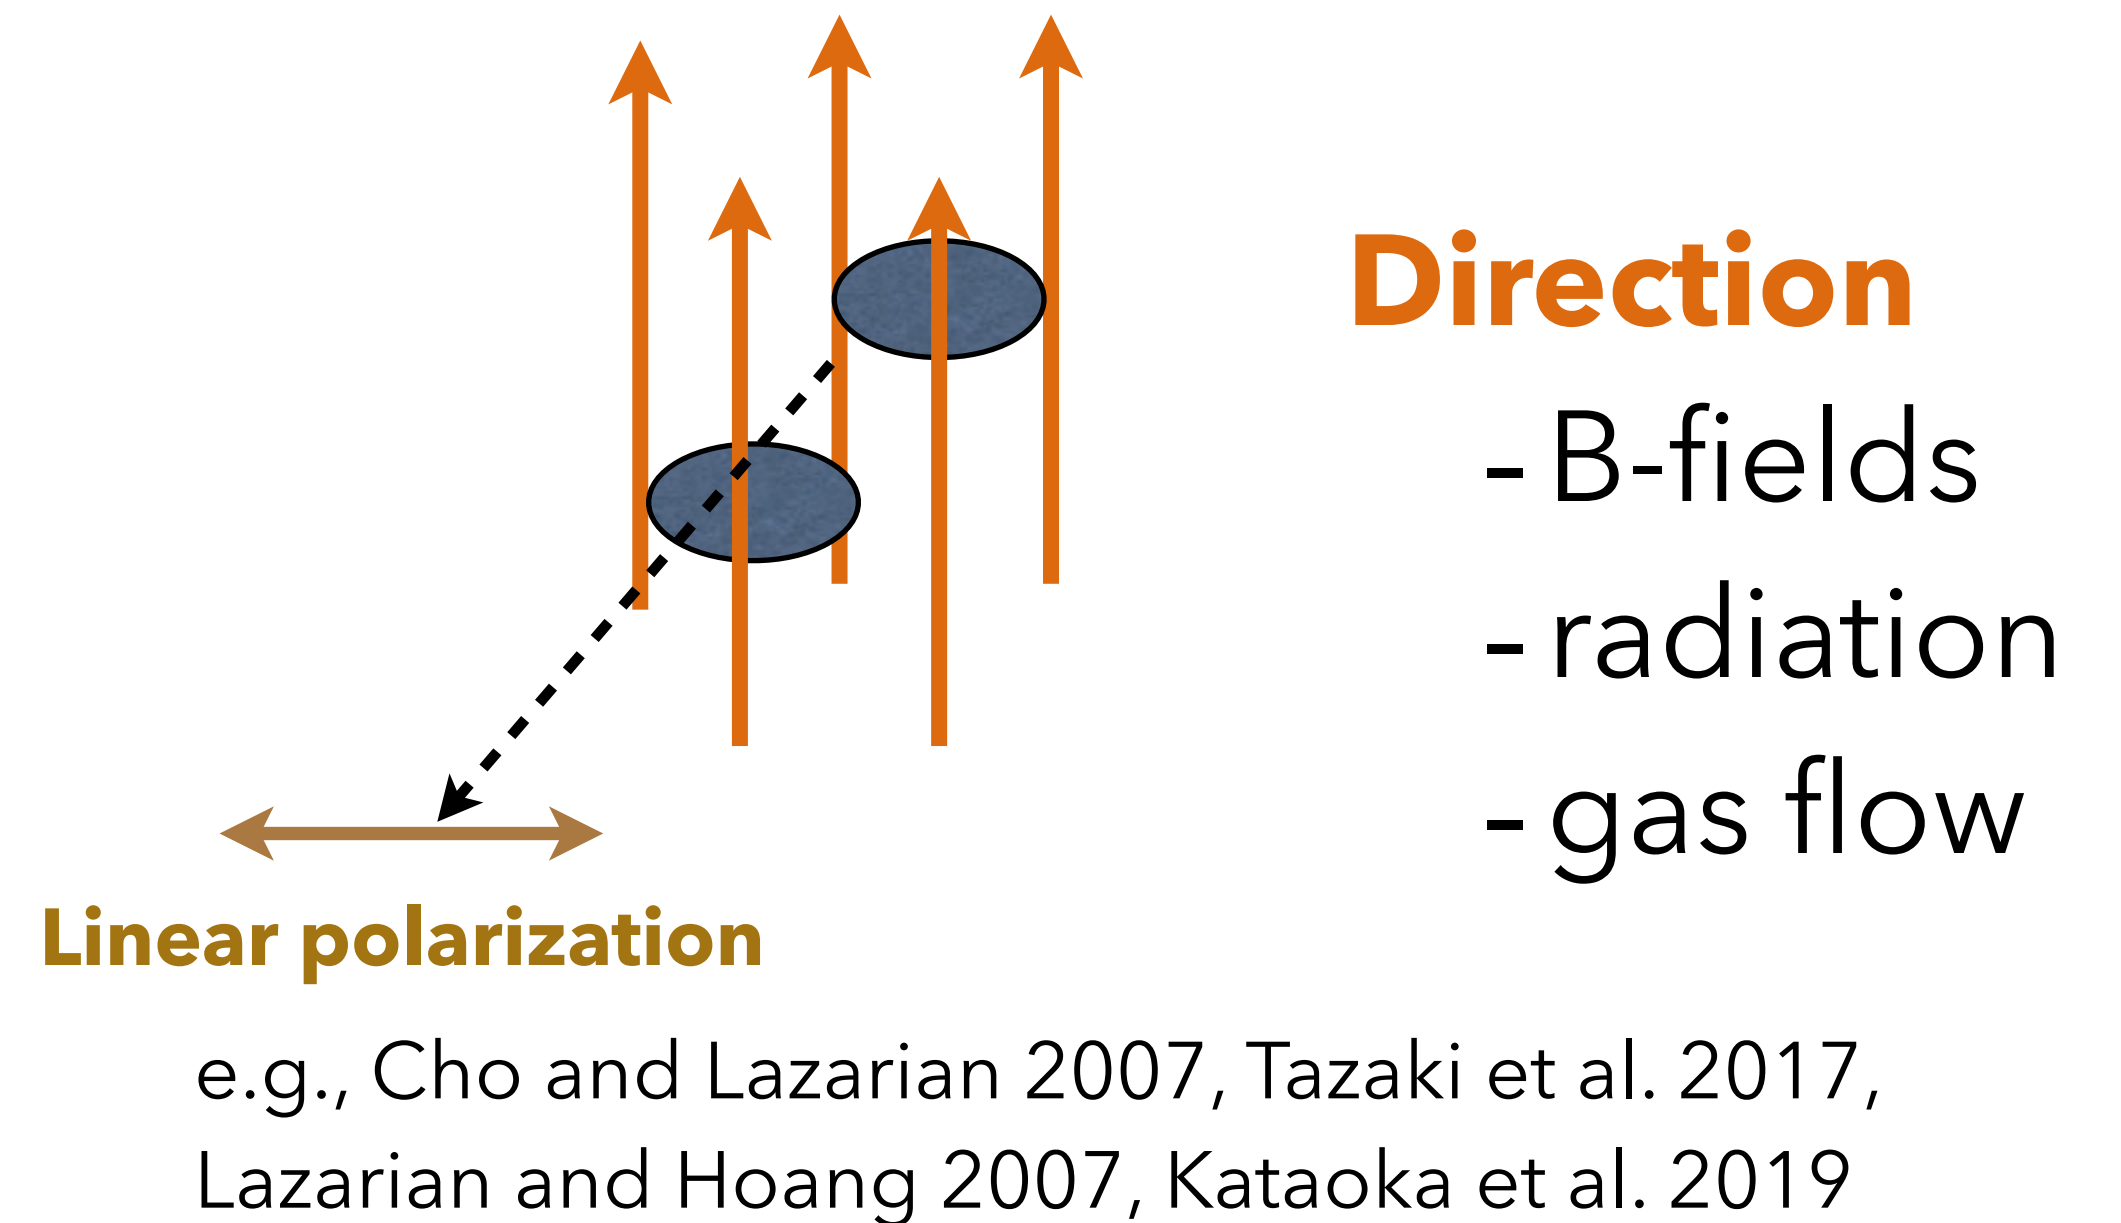 Direction
- B-fields
- radiation
- gas flow
Linear polarization
e.g., Cho and Lazarian 2007, Tazaki et al. 2017,
Lazarian and Hoang 2007, Kataoka et al. 2019